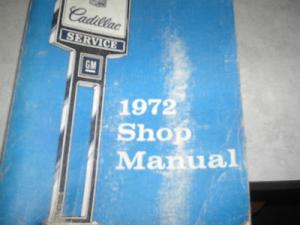 Cadillac
SERVICE
GM
1972
Shop
Manual